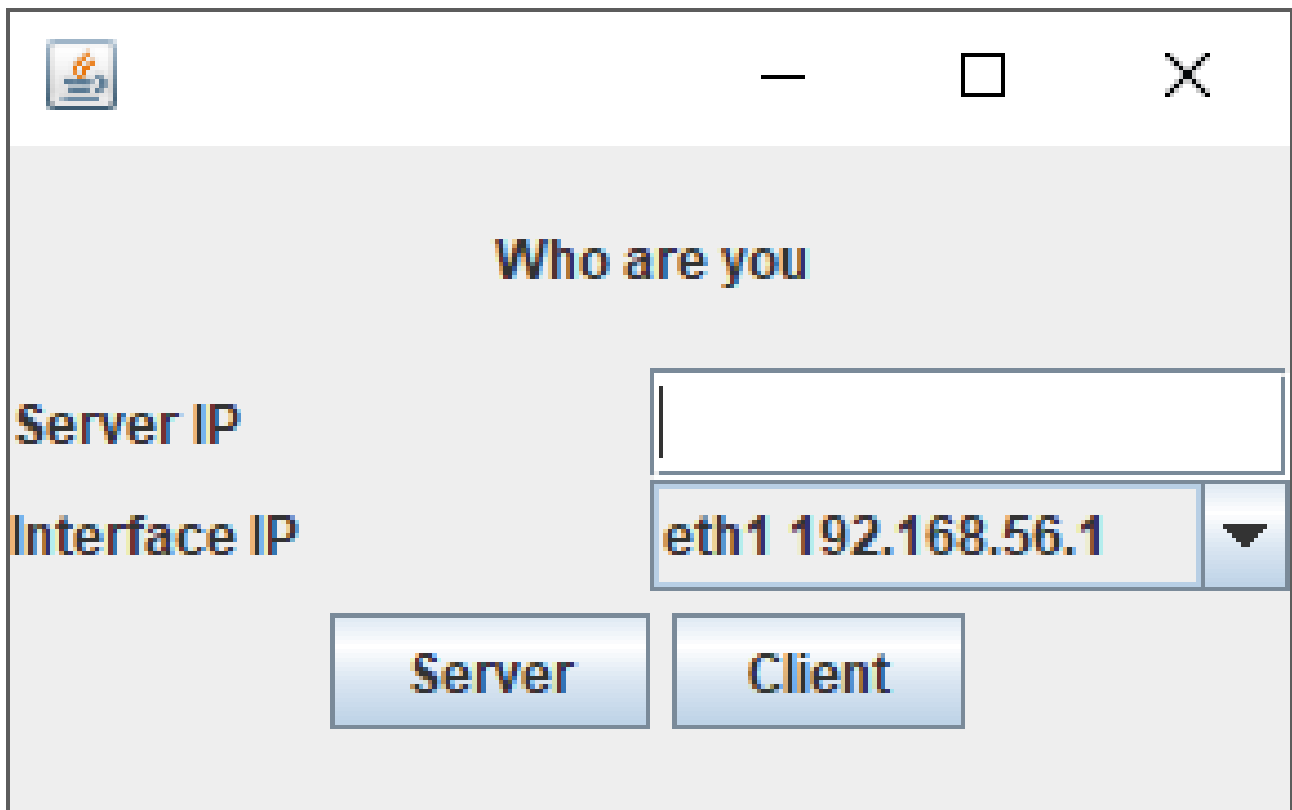 Who are you
Server IP
Interface IP eth1 192.168.56.1
Server Client